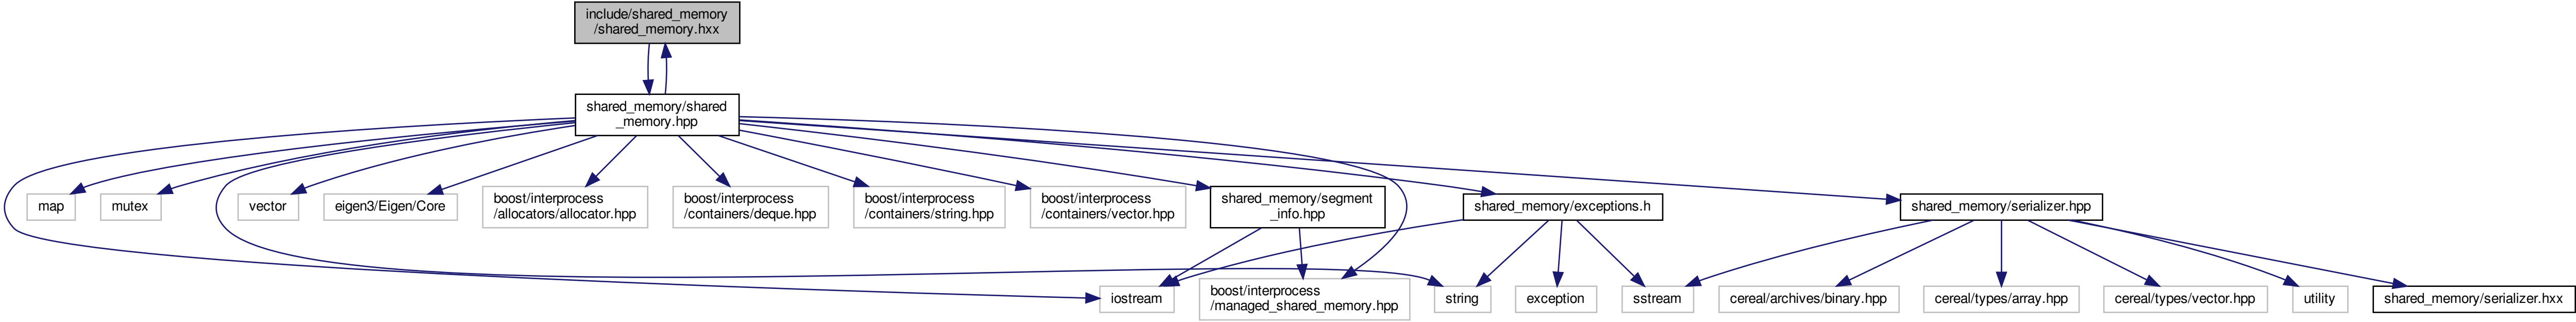 include/shared_memory
/shared_memory.hxx
shared_memory/shared
_memory.hpp
map
mutex
vector
eigen3/Eigen/Core
boost/interprocess
/allocators/allocator.hpp
boost/interprocess
/containers/deque.hpp
boost/interprocess
/containers/string.hpp
boost/interprocess
/containers/vector.hpp
shared_memory/segment
_info.hpp
shared_memory/exceptions.h
shared_memory/serializer.hpp
iostream
boost/interprocess
/managed_shared_memory.hpp
string
exception
sstream
cereal/archives/binary.hpp
cereal/types/array.hpp
cereal/types/vector.hpp
utility
shared_memory/serializer.hxx